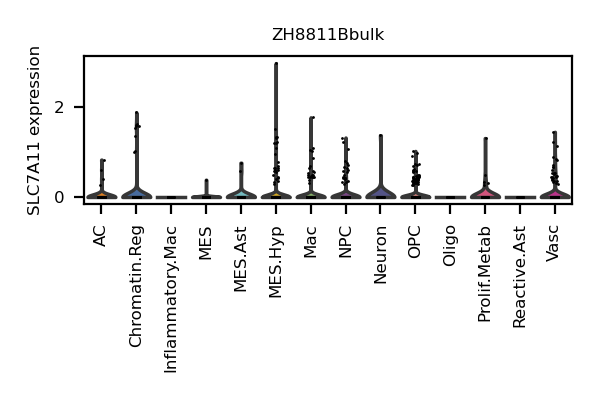 ZH8811Bbulk
SLC7A11 expression
2
0
AC
Chromatin.Reg
Inflammatory.Mac
MES
MES.Ast
MES.Hyp
Mac
NPC
Neuron
OPC
Oligo
Prolif.Metab
Reactive.Ast
Vasc